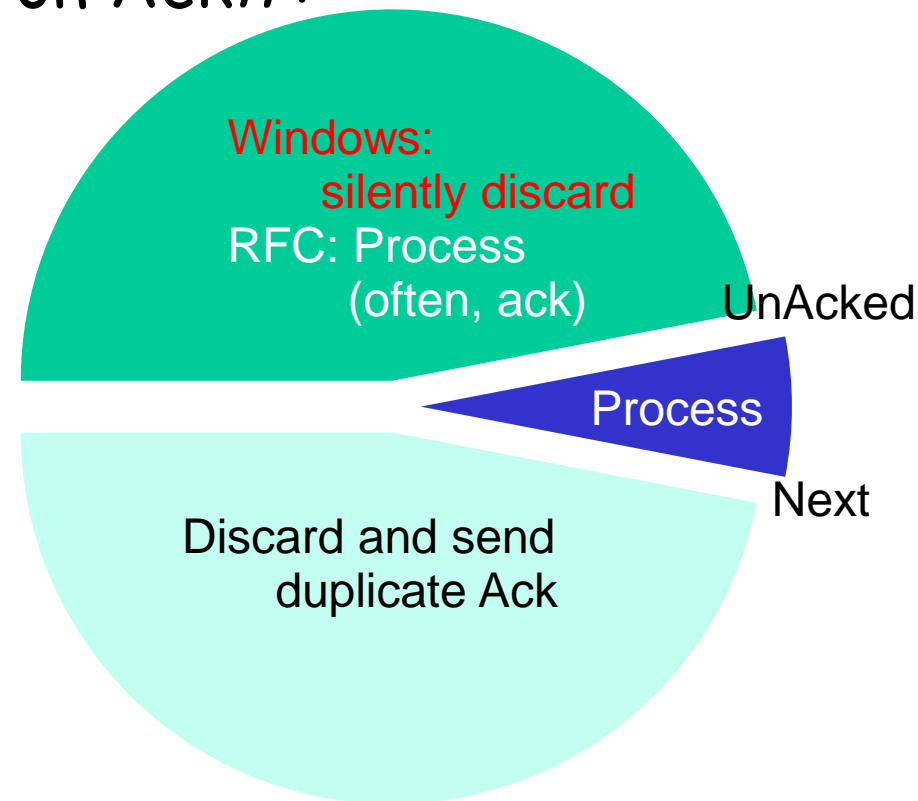 Windows:
silently discard
RFC: Process
(often, ack)
UnAcked
Process
Next
Discard and send
duplicate Ack